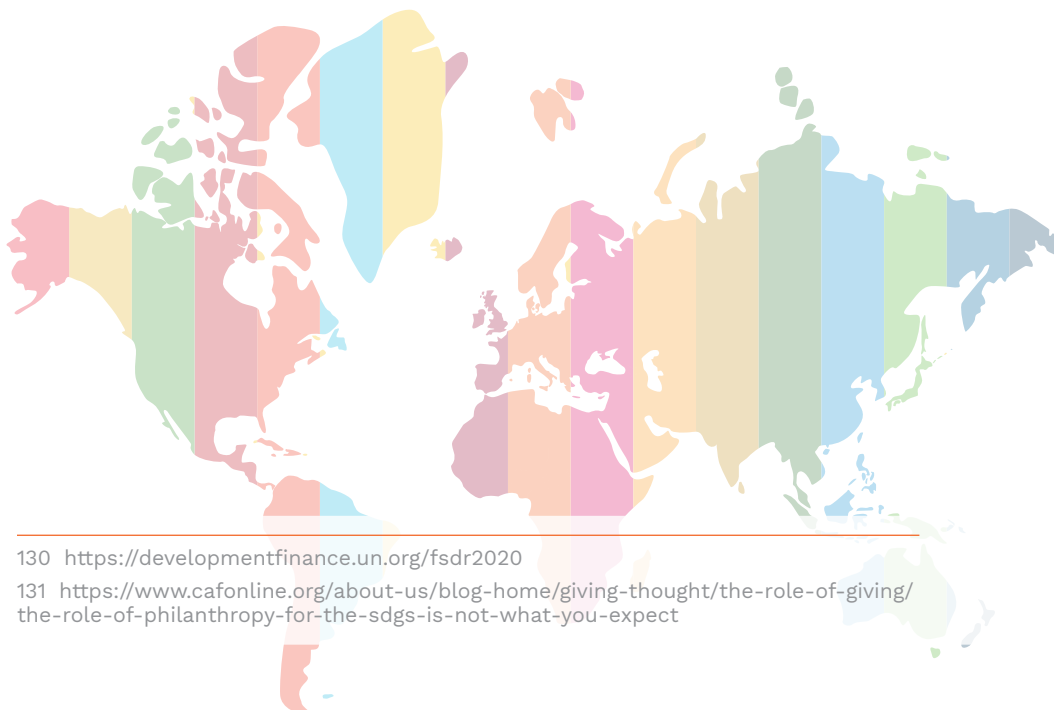 130 https://developmentfinance.un.org/fsdr2020
131 https://www.cafonline.org/about-us/blog-home/giving-thought/the-role-of-giving/
the-role-of-philanthropy-for-the-sdgs-is-not-what-you-expect